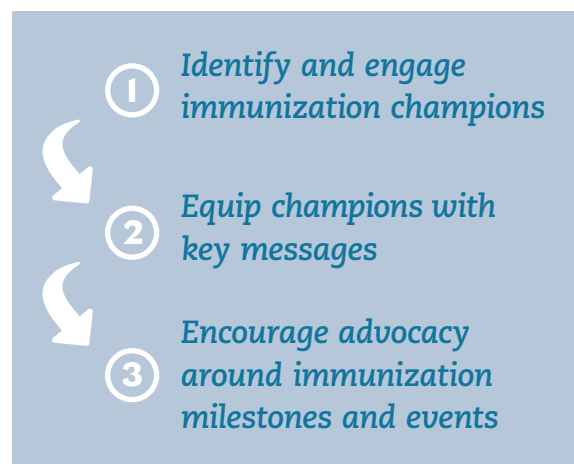 1
Identify and engage
immunization champions
2
Equip champions with
key messages
3
Encourage advocacy
around immunization
milestones and events